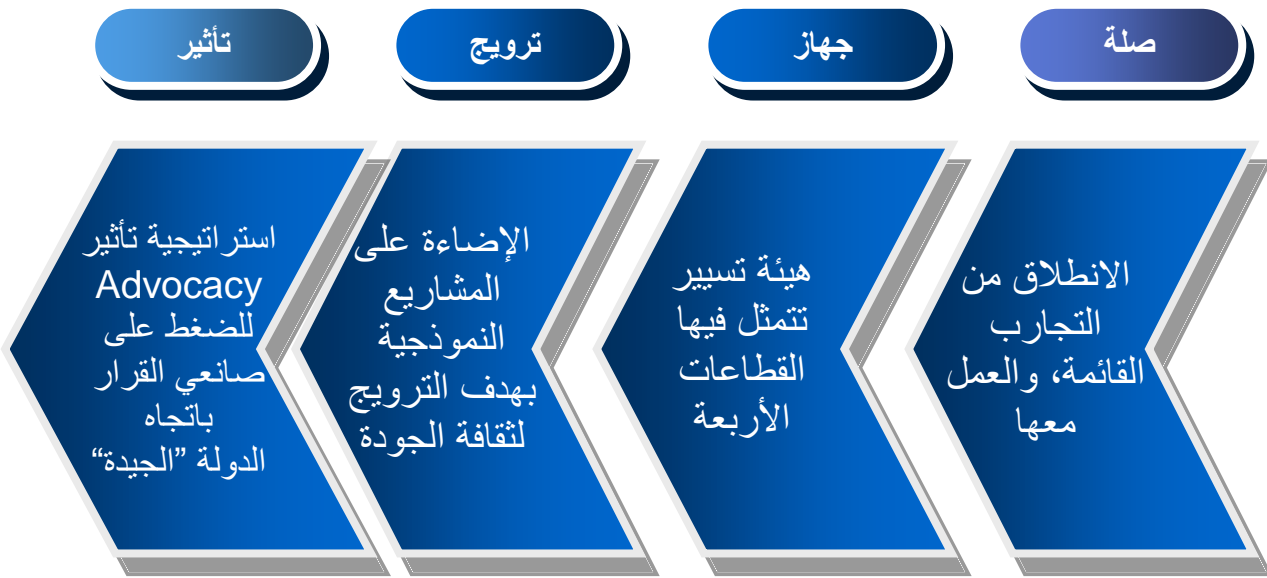 صلة
جهاز
ترويج
تأثير
الانطلاق من
التجارب
القائمة، والعمل
معها
هيئة تسيير
تتمثل فيها
القطاعات
الأربعة
الإضاءة على
المشاريع
النموذجية
بهدف الترويج
لثقافة الجودة
استراتيجية تأثير
Advocacy
للضغط على
صانعي القرار
باتجاه
الدولة ”الجيدة“